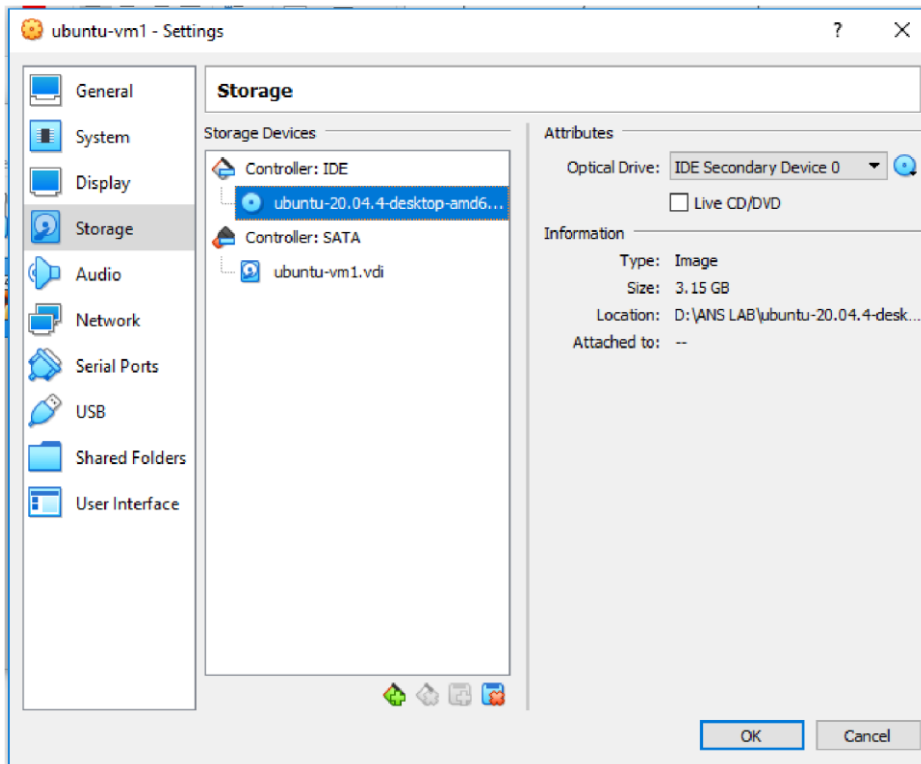 ubuntu-vm1 - Settings ? X
General
System
Display
Storage
Audio
Network
Serial Ports
USB
Shared Folders
User Interface
Storage
Storage Devices
Controller: IDE
ubuntu-20.04.4-desktop-amd6...
Controller: SATA
ubuntu-vm1.vdi
Attributes
Optical Drive: IDE Secondary Device 0
Live CD/DVD
Information
Type: Image
Size: 3.15 GB
Location: D:\ANS LAB\ubuntu-20.04.4-desk...
Attached to: --
OK Cancel